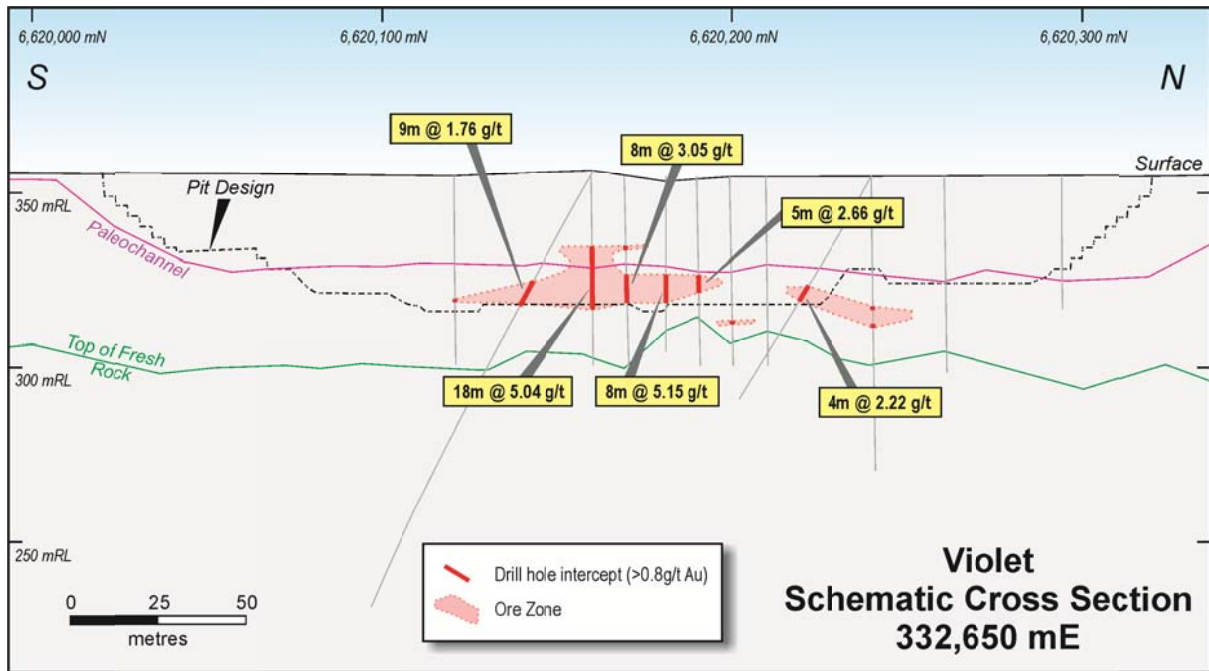 6,620,000 mN
6,620,100 mN
6,620,200 mN
6,620,300 mN
S
N
9m @ 1.76 g/t
8m @ 3.05 g/t
Surface
Pit Design
350 mRL
5m @ 2.66 g/t
Paleochannel
Top of Fresh
Rock
300 mRL
18m @ 5.04 g/t
8m @ 5.15 g/t
4m @ 2.22 g/t
250 mRL
Drill hole intercept (>0.8g/t Au)
Ore Zone
0 25 50
metres
Violet
Schematic Cross Section
332,650 mE